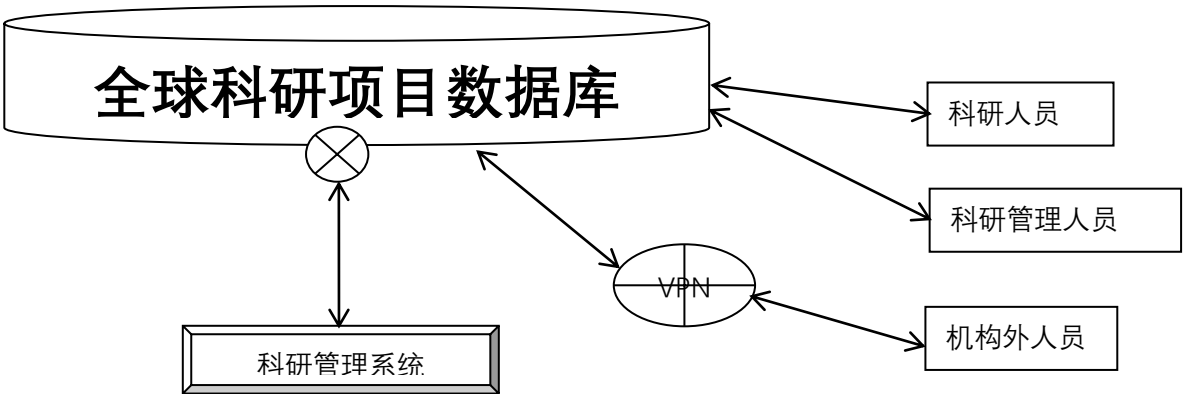 全球科研项目数据库
科研人员
科研管理人员
VPN
机构外人员
科研管理系统